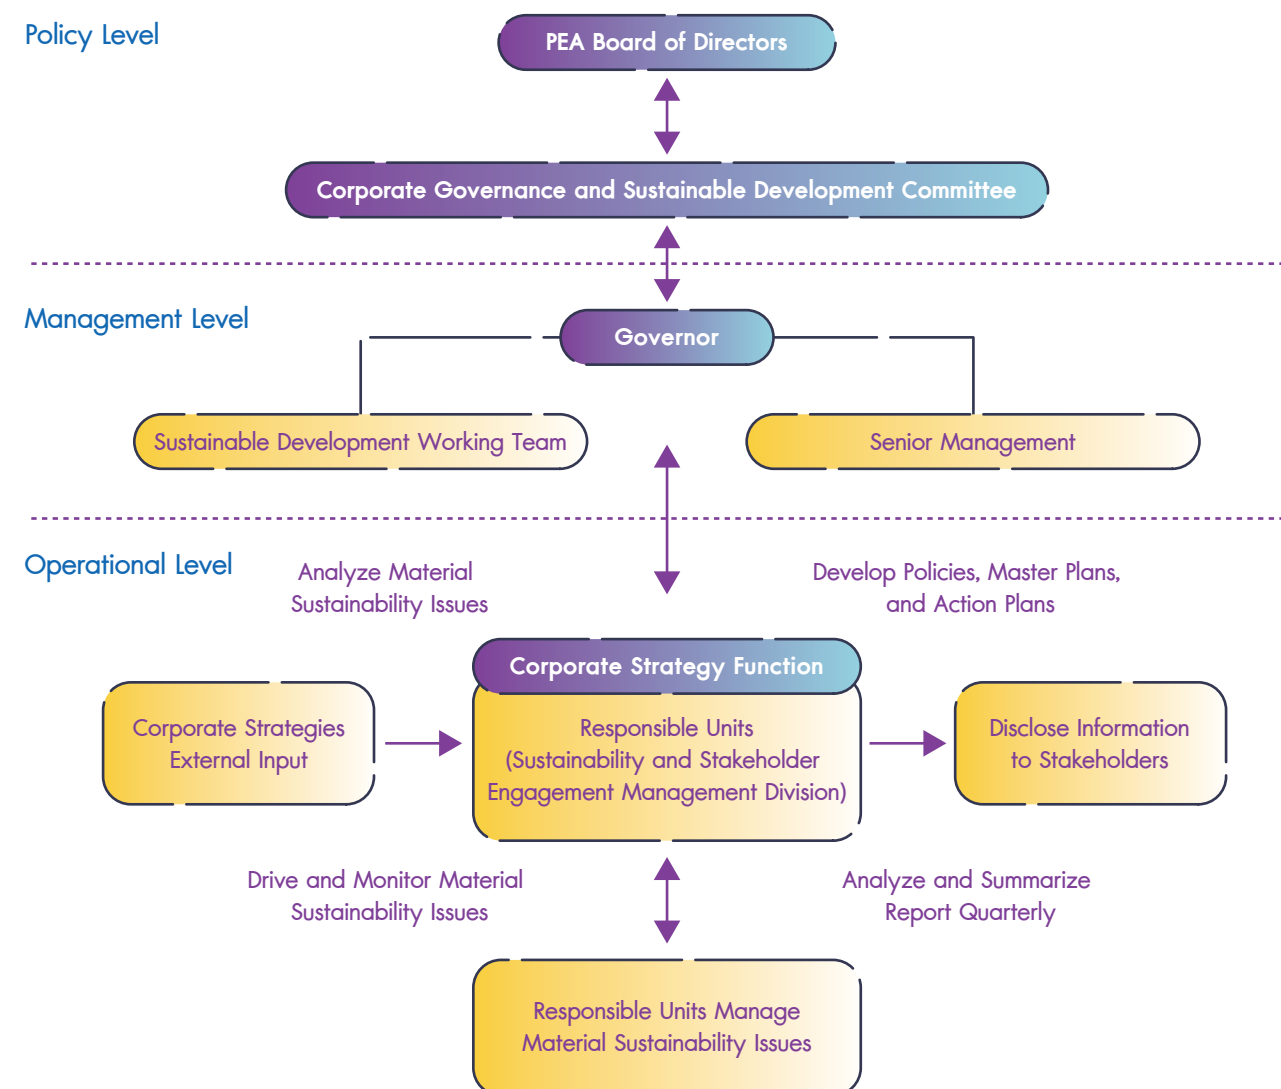 Policy Level
PEA Board of Directors
Corporate Governance and Sustainable Development Committee
Management Level
Governor
Sustainable Development Working Team
Senior Management
Operational Level
Analyze Material
Sustainability Issues
Develop Policies, Master Plans,
and Action Plans
Corporate Strategy Function
Corporate Strategies
External Input
Responsible Units
(Sustainability and Stakeholder
Engagement Management Division)
Disclose Information
to Stakeholders
Drive and Monitor Material
Sustainability Issues
Analyze and Summarize
Report Quarterly
Responsible Units Manage
Material Sustainability Issues